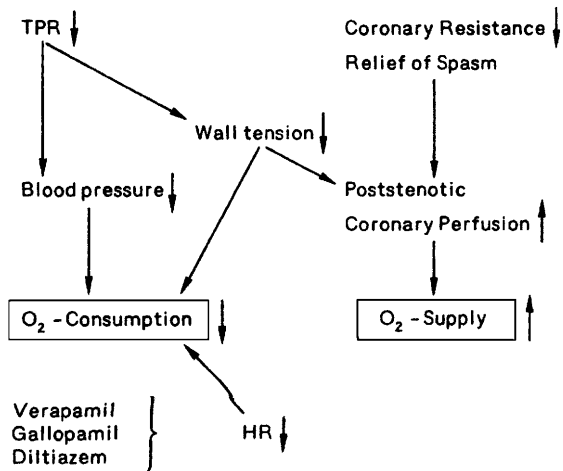 TPR ↓
Coronary Resistance ↓
Relief of Spasm
Wall tension ↓
Blood pressure ↓
Poststenotic
Coronary Perfusion ↑
O₂ - Consumption ↓
O₂ - Supply ↑
Verapamil
Gallopamil
Diltiazem
HR ↓